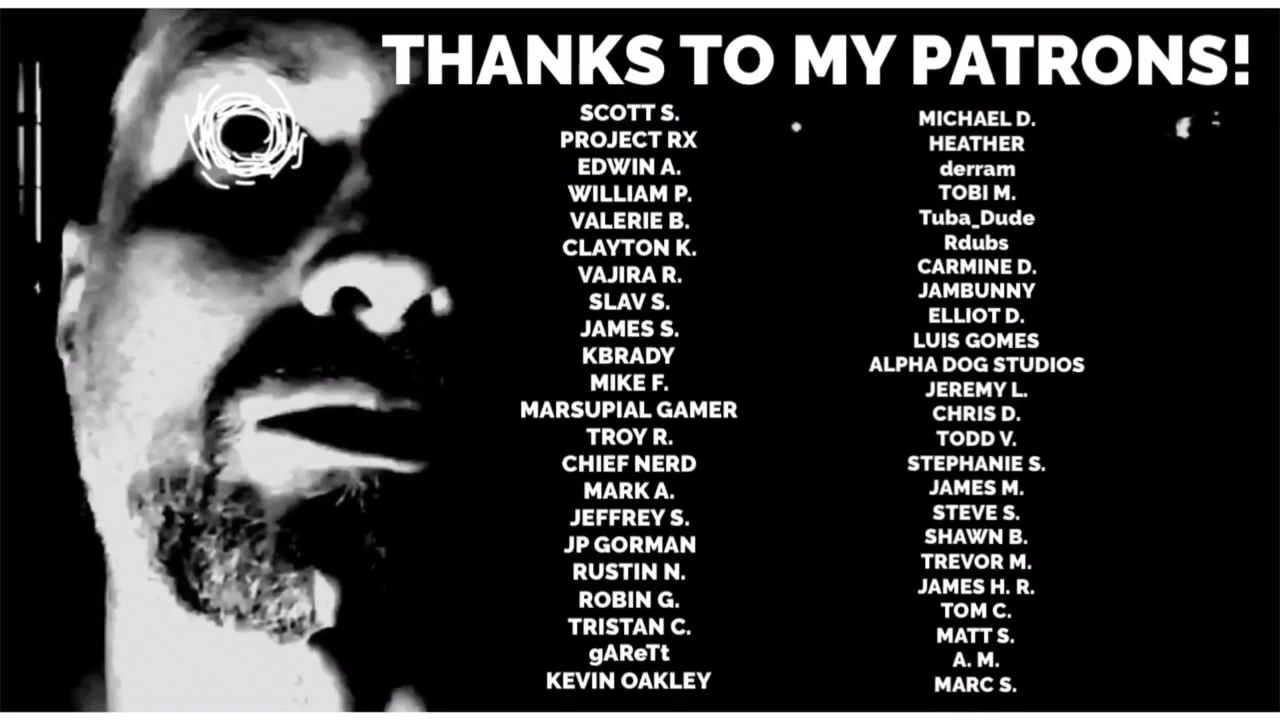 THANKS TO MY PATRONS!
SCOTT S.
PROJECT RX
EDWIN A.
WILLIAM P.
VALERIE B.
CLAYTON K.
VAJIRA R.
SLAV S.
JAMES S.
KBRADY
MIKE F.
MARSUPIAL GAMER
TROY R.
CHIEF NERD
MARK A.
JEFFREY S.
JP GORMAN
RUSTIN N.
ROBIN G.
TRISTAN C.
gAReTt
KEVIN OAKLEY
MICHAEL D.
HEATHER
derram
TOBI M.
Tuba_Dude
Rdubs
CARMINE D.
JAMBUNNY
ELLIOT D.
LUIS GOMES
ALPHA DOG STUDIOS
JEREMY L.
CHRIS D.
TODD V.
STEPHANIE S.
JAMES M.
STEVE S.
SHAWN B.
TREVOR M.
JAMES H. R.
TOM C.
MATT S.
A. M.
MARC S.